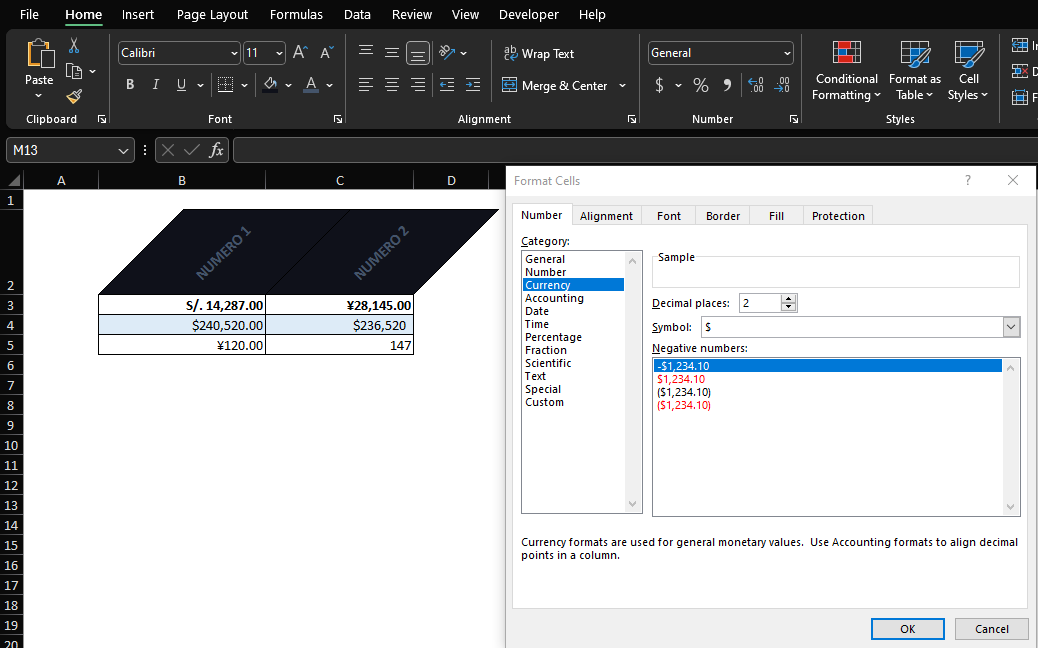 File Home Insert Page Layout Formulas Data Review View Developer Help
Calibri 11 A A ab Wrap Text General
Paste B I U A Merge & Center $ % 9 Conditional Formatting Format as Table Cell Styles
Clipboard Font Alignment Number Styles
M13 fx
A B C D
1
2 NUMERO 1 NUMERO 2
3 S/. 14,287.00 ¥28,145.00
4 $240,520.00 $236,520
5 ¥120.00 147
6
7
8
9
10
11
12
13
14
15
16
17
18
19
20
Format Cells ?
Number Alignment Font Border Fill Protection
Category:
General
Number
Currency
Accounting
Date
Time
Percentage
Fraction
Scientific
Text
Special
Custom
Sample
Decimal places: 2
Symbol: $
Negative numbers:
-$1,234.10
$1,234.10
($1,234.10)
($1,234.10)
Currency formats are used for general monetary values. Use Accounting formats to align decimal
points in a column.
OK Cancel